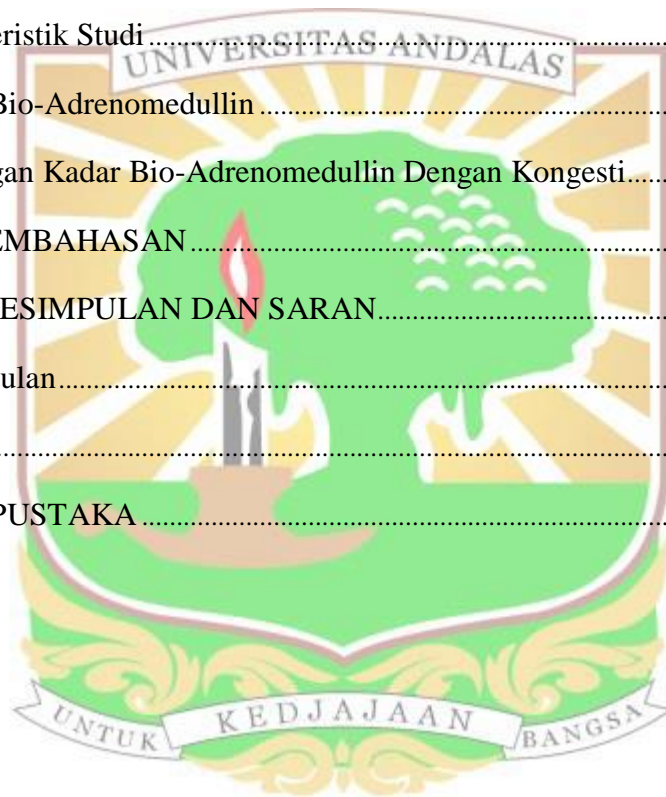 eristik Studi
UNIVERSITAS ANDALAS
Bio-Adrenomedullin
gan Kadar Bio-Adrenomedullin Dengan Kongesti
EMBAHASAN
ESIMPULAN DAN SARAN
ulan
PUSTAKA
UNTUK KEDJAJAAN BANGSA